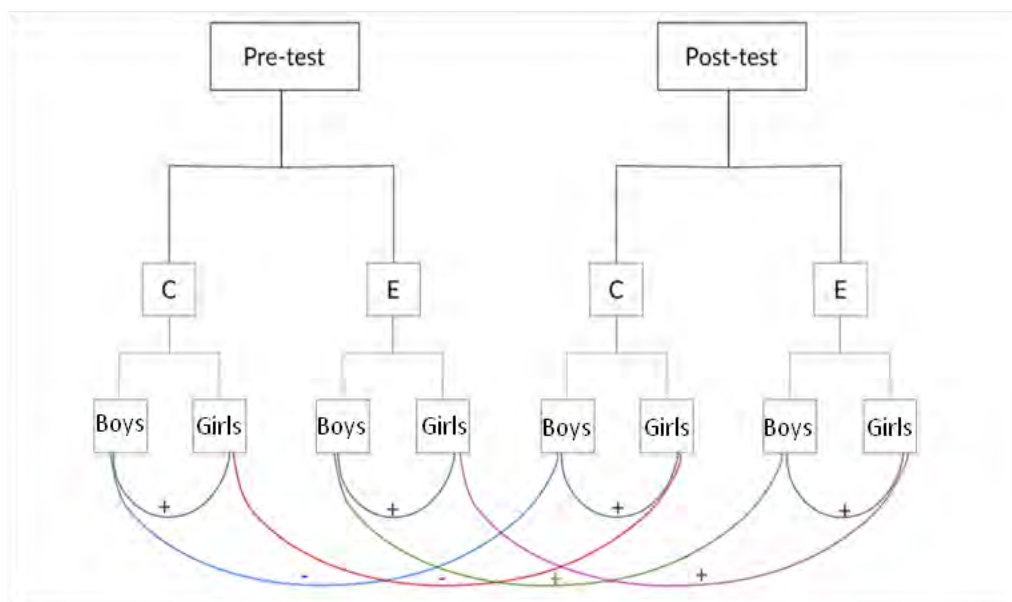 Pre-test Post-test
C E C E
Boys Girls Boys Girls Boys Girls Boys Girls
+ + + +
- - + +